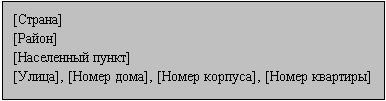 [Страна]
[Район]
[Населенный пункт]
[Улица], [Номер дома], [Номер корпуса], [Номер квартиры]